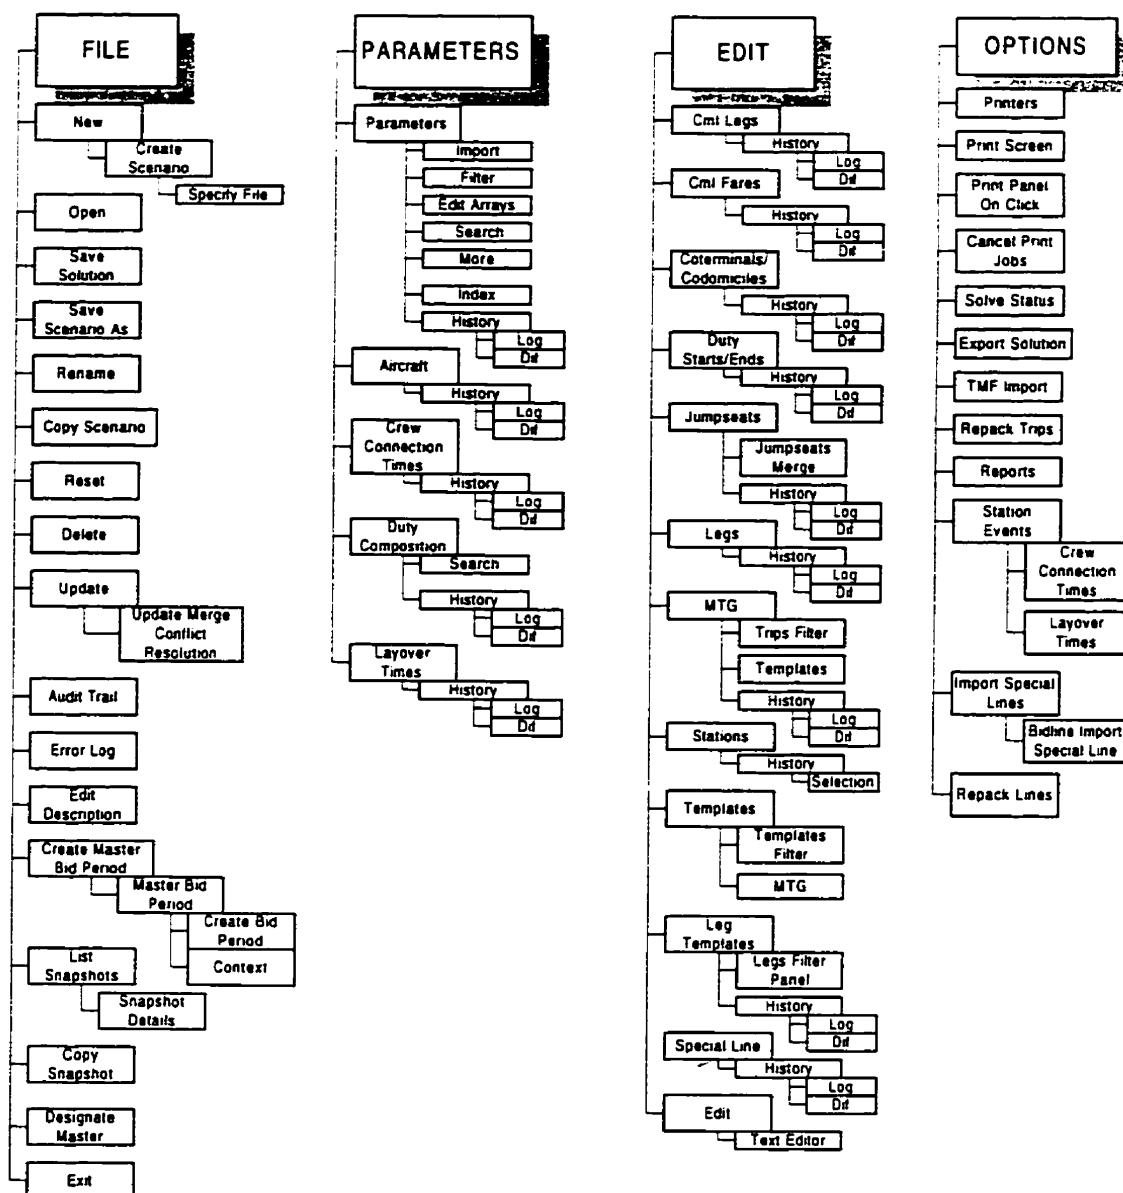 FILE
New
Create
Scenario
Specify File
Open
Save
Solution
Save
Scenario As
Rename
Copy Scenario
Reset
Delete
Update
Update Merge
Conflict
Resolution
Audit Trail
Error Log
Edit
Description
Create Master
Bid Period
Master Bid
Period
Create Bid
Period
Context
List
Snapshots
Snapshot
Details
Copy
Snapshot
Designate
Master
Exit
PARAMETERS
Parameters
Import
Filter
Edit Arrays
Search
More
Index
History
Log
Dif
Aircraft
History
Log
Dif
Crew
Connection
Times
History
Log
Dif
Duty
Composition
Search
History
Log
Dif
Layover
Times
History
Log
Dif
EDIT
Cml Legs
History
Log
Dif
Cml Fares
History
Log
Dif
Coterminals/
Codomiciles
History
Log
Dif
Duty
Starts/Ends
History
Log
Dif
Jumpseats
Jumpseats
Merge
History
Log
Dif
Legs
History
Log
Dif
MTG
Trips Filter
Templates
History
Log
Dif
Stations
History
Selection
Templates
Templates
Filter
MTG
Leg
Templates
Legs Filter
Panel
History
Log
Dif
Special Line
History
Log
Dif
Edit
Text Editor
OPTIONS
Printers
Print Screen
Print Panel
On Click
Cancel Print
Jobs
Solve Status
Export Solution
TMF Import
Repack Trips
Reports
Station
Events
Crew
Connection
Times
Layover
Times
Import Special
Lines
Bidline Import
Special Line
Repack Lines